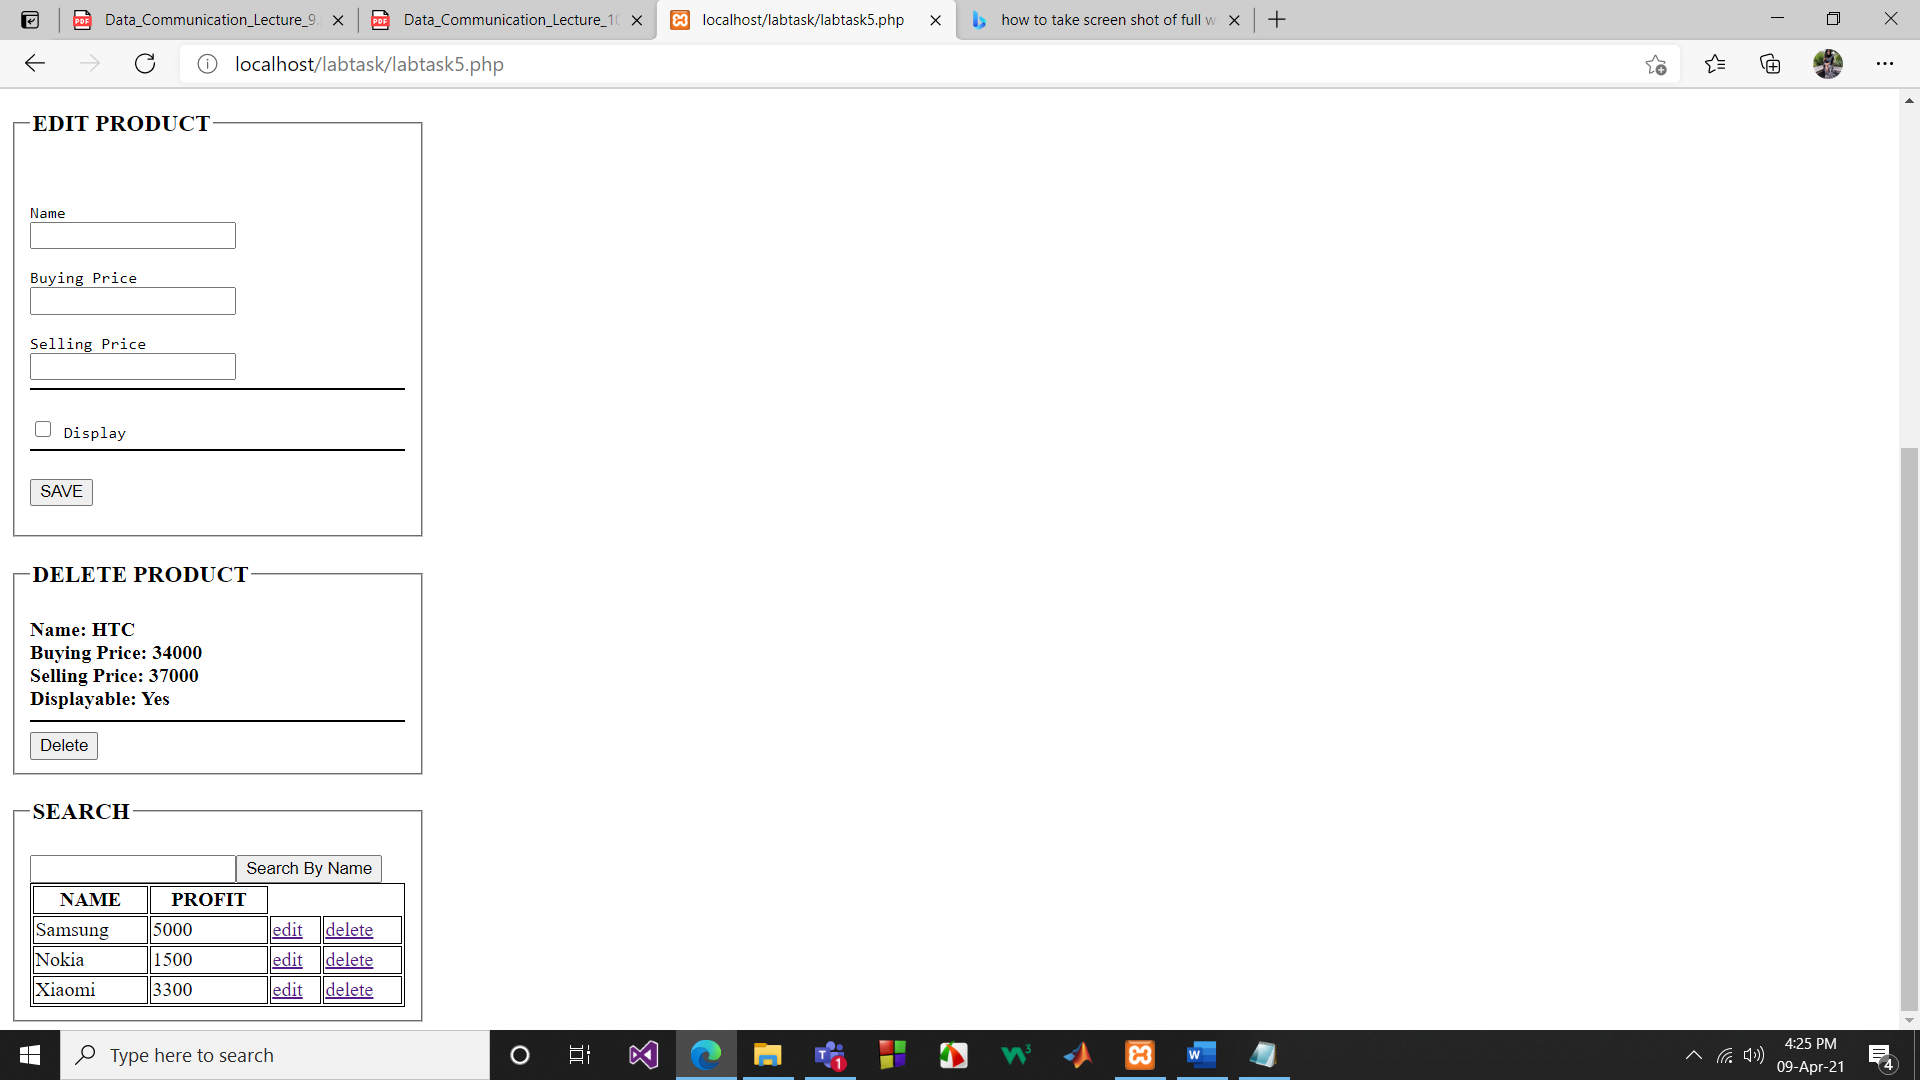 Data_Communication_Lecture_9.
Data_Communication_Lecture_10
localhost/labtask/labtask5.php
how to take screen shot of full w
localhost/labtask/labtask5.php
EDIT PRODUCT
Name
Buying Price
Selling Price
Display
SAVE
DELETE PRODUCT
Name: HTC
Buying Price: 34000
Selling Price: 37000
Displayable: Yes
Delete
SEARCH
Search By Name
NAME PROFIT
Samsung 5000 edit delete
Nokia 1500 edit delete
Xiaomi 3300 edit delete
Type here to search
4:25 PM
09-Apr-21